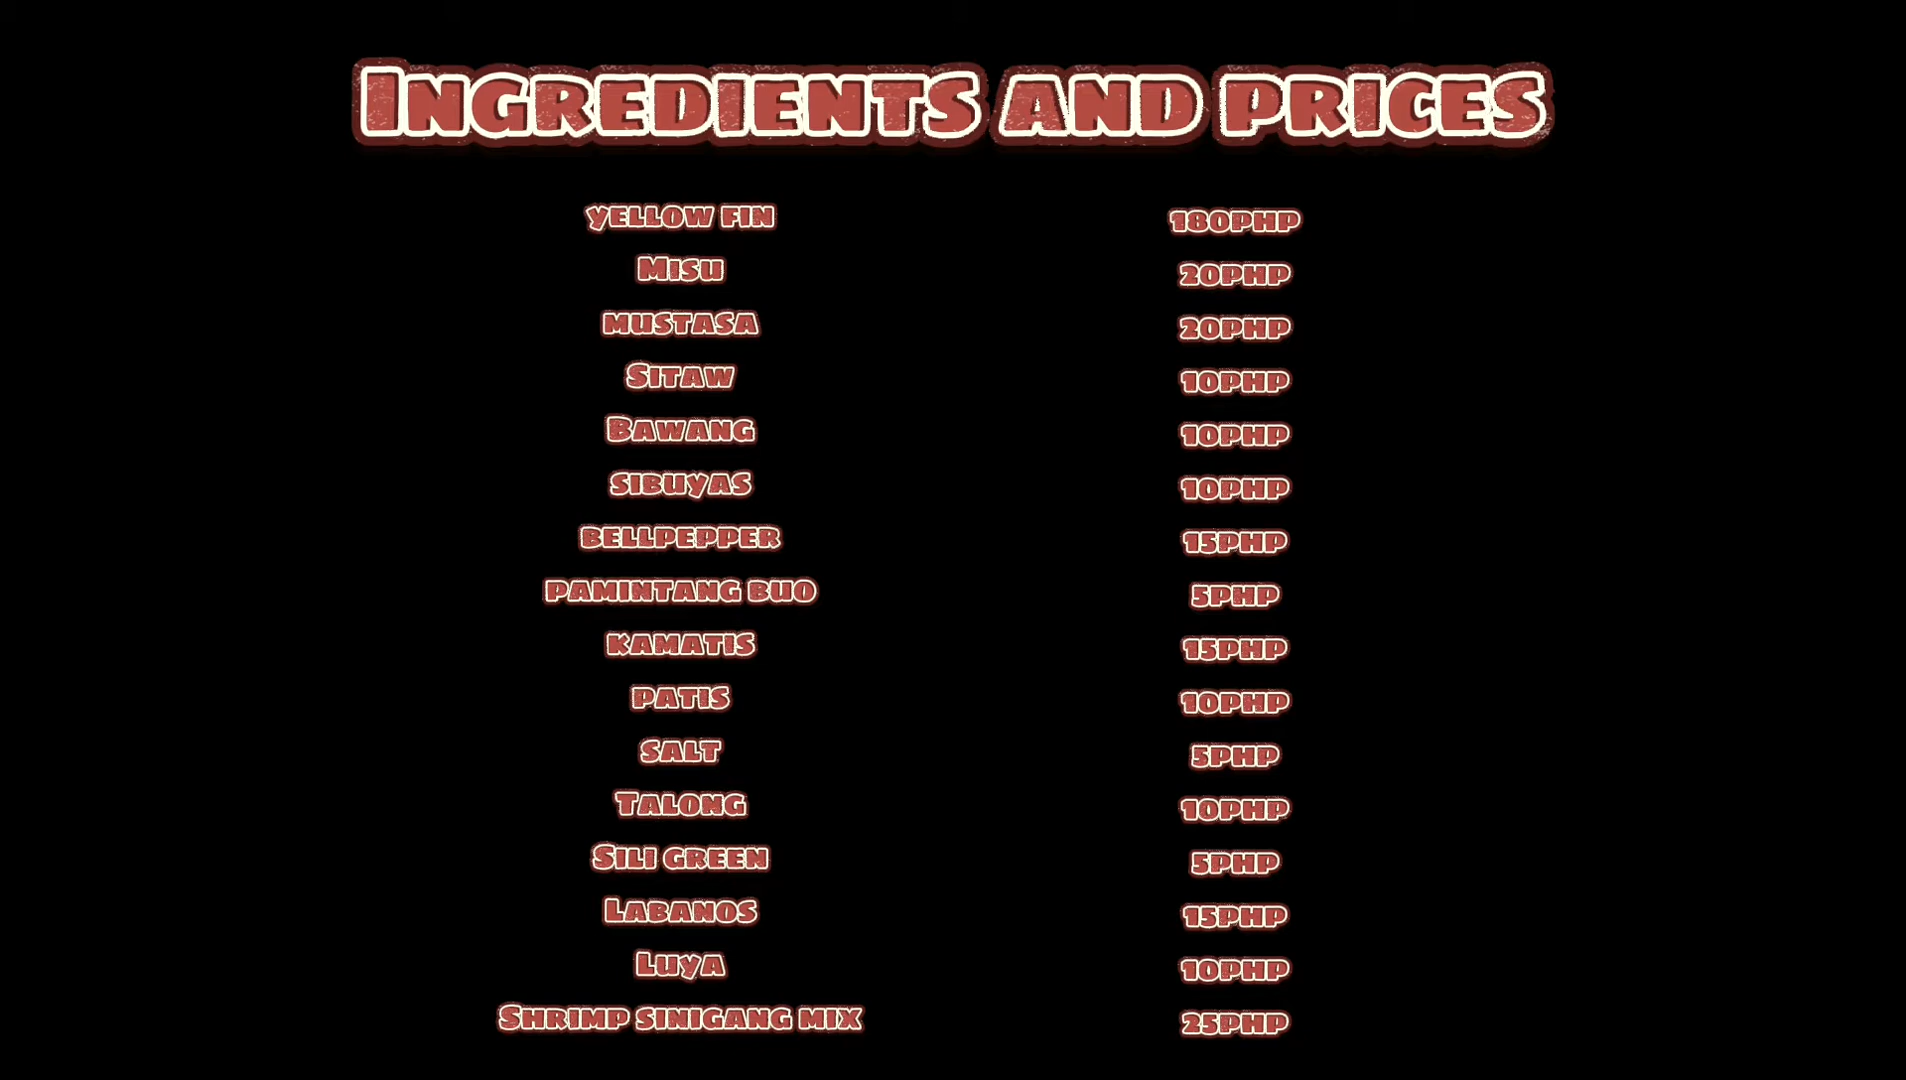 Ingredients and prices
yellow fin 180php
Misu 20php
mustasa 20php
Sitaw 10php
Bawang 10php
sibuyas 10php
bellpepper 15php
pamintang buo 5php
kamatis 15php
patis 10php
salt 5php
Talong 10php
Sili green 5php
Labanos 15php
Luya 10php
Shrimp sinigang mix 25php